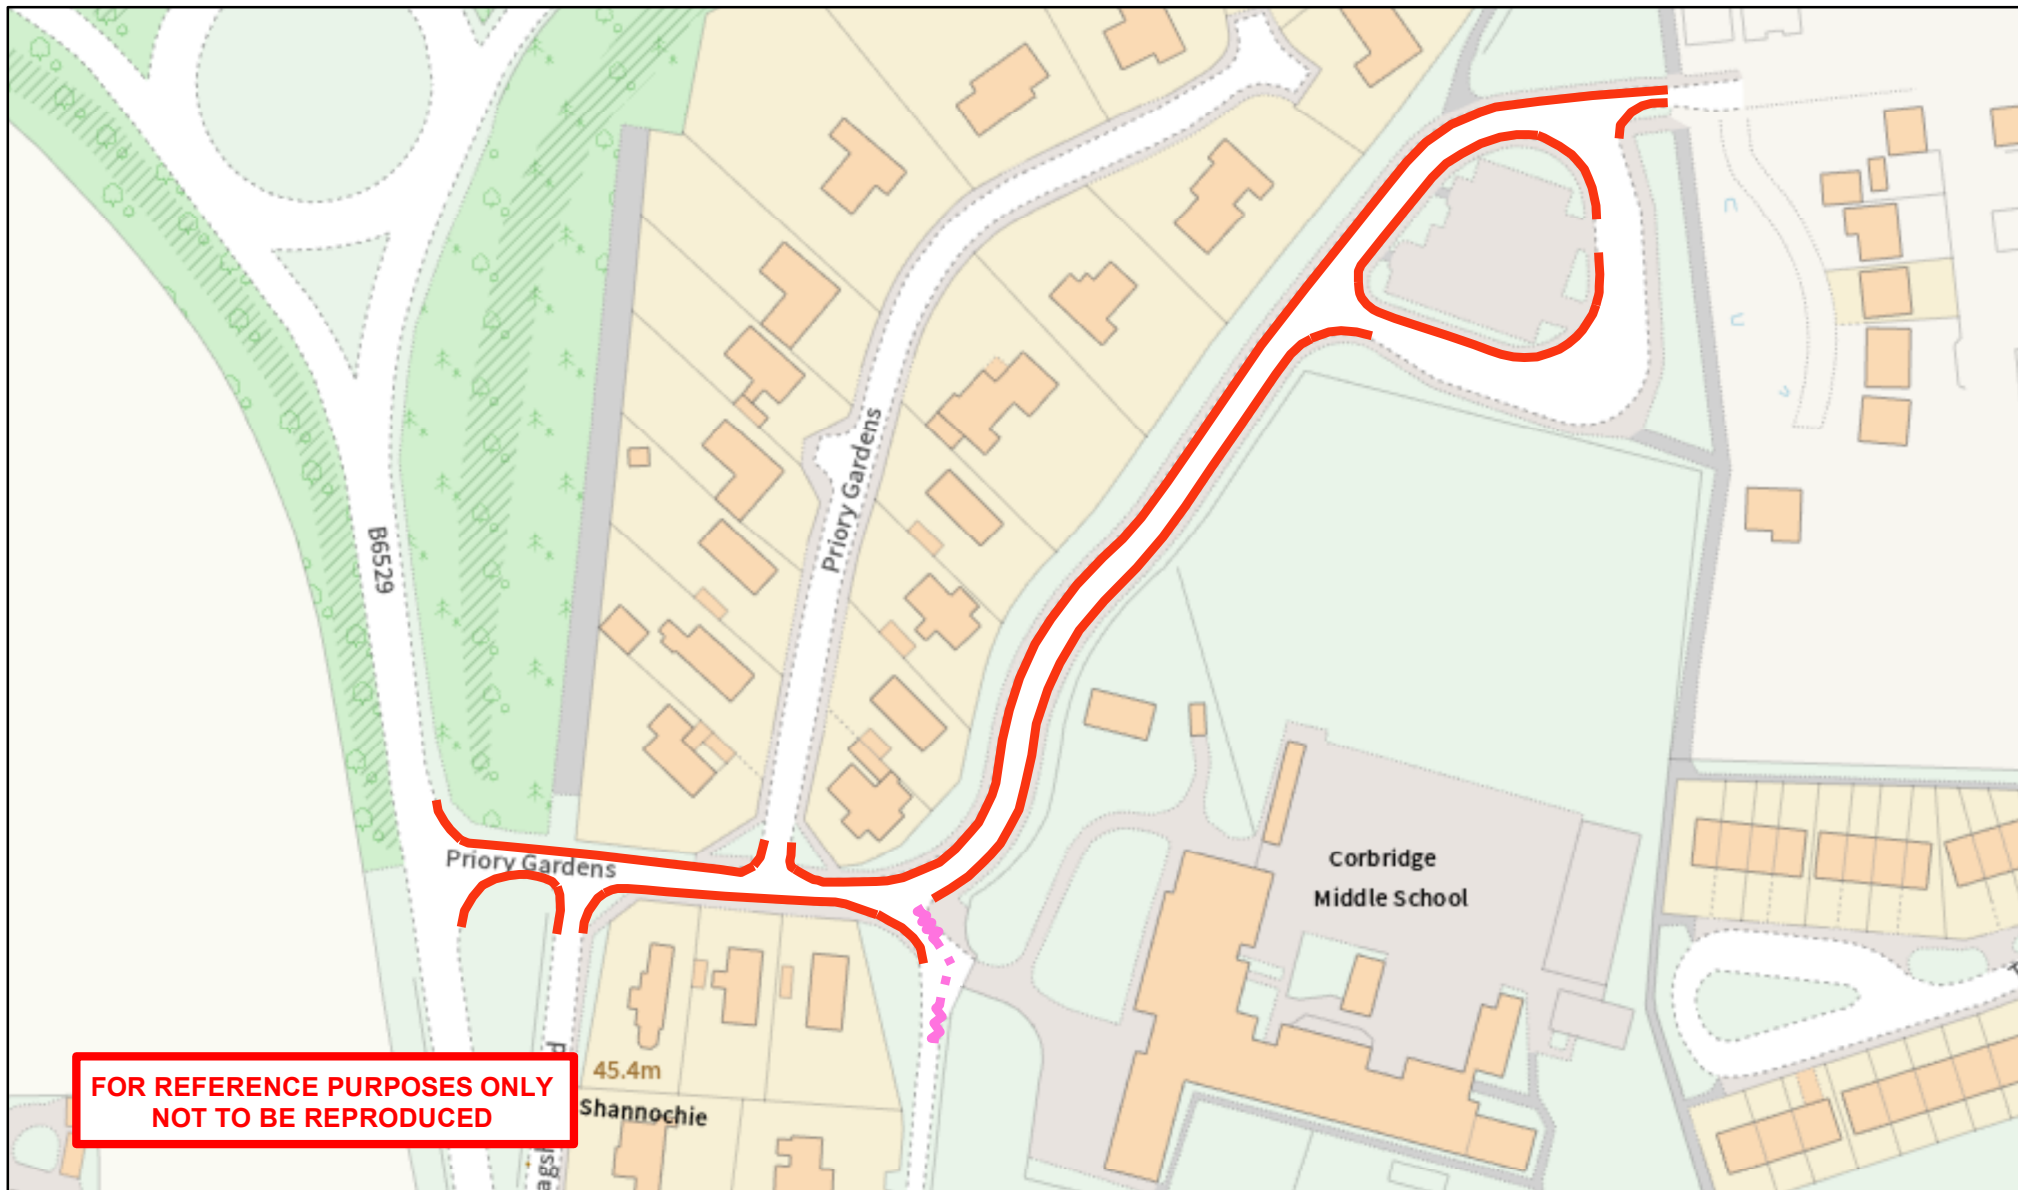 Priory Gardens
B6529
Priory Gardens
Corbridge
Middle School
45.4m
Shannochie
FOR REFERENCE PURPOSES ONLY
NOT TO BE REPRODUCED